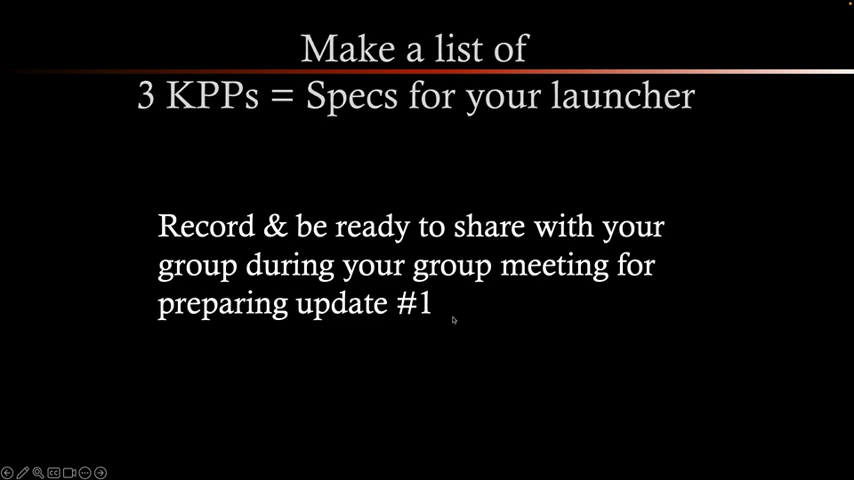 Make a list of
3 KPPs = Specs for your launcher
Record & be ready to share with your
group during your group meeting for
preparing update #1